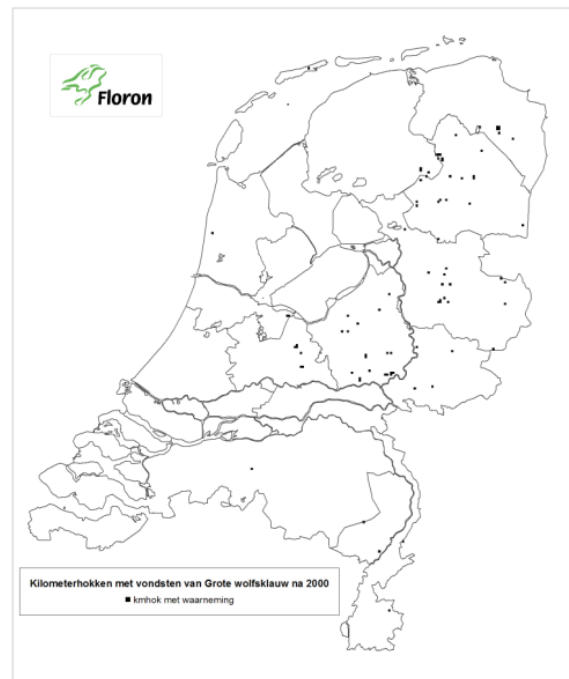 Floron
Kilometerhokken met vondsten van Grote wolfsklauw na 2000
kmhok met waarneming